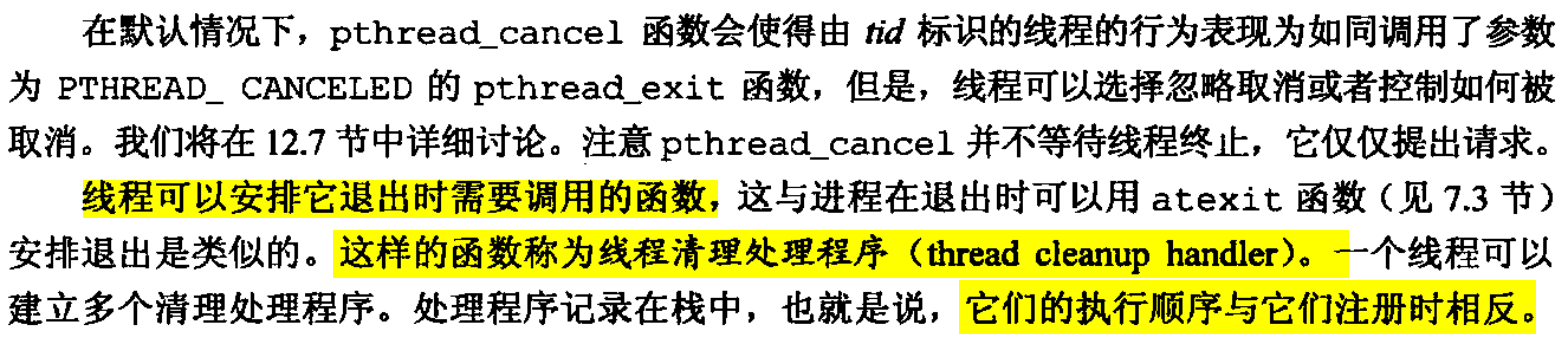 在默认情况下，pthread_cancel 函数会使得由 tid 标识的线程的行为表现为如同调用了参数
为 PTHREAD_ CANCELED 的 pthread_exit 函数，但是，线程可以选择忽略取消或者控制如何被
取消。我们将在 12.7 节中详细讨论。注意 pthread_cancel 并不等待线程终止，它仅仅提出请求。
线程可以安排它退出时需要调用的函数，这与进程在退出时可以用 atexit 函数（见 7.3 节）
安排退出是类似的。这样的函数称为线程清理处理程序（thread cleanup handler）。一个线程可以
建立多个清理处理程序。处理程序记录在栈中，也就是说，它们的执行顺序与它们注册时相反。